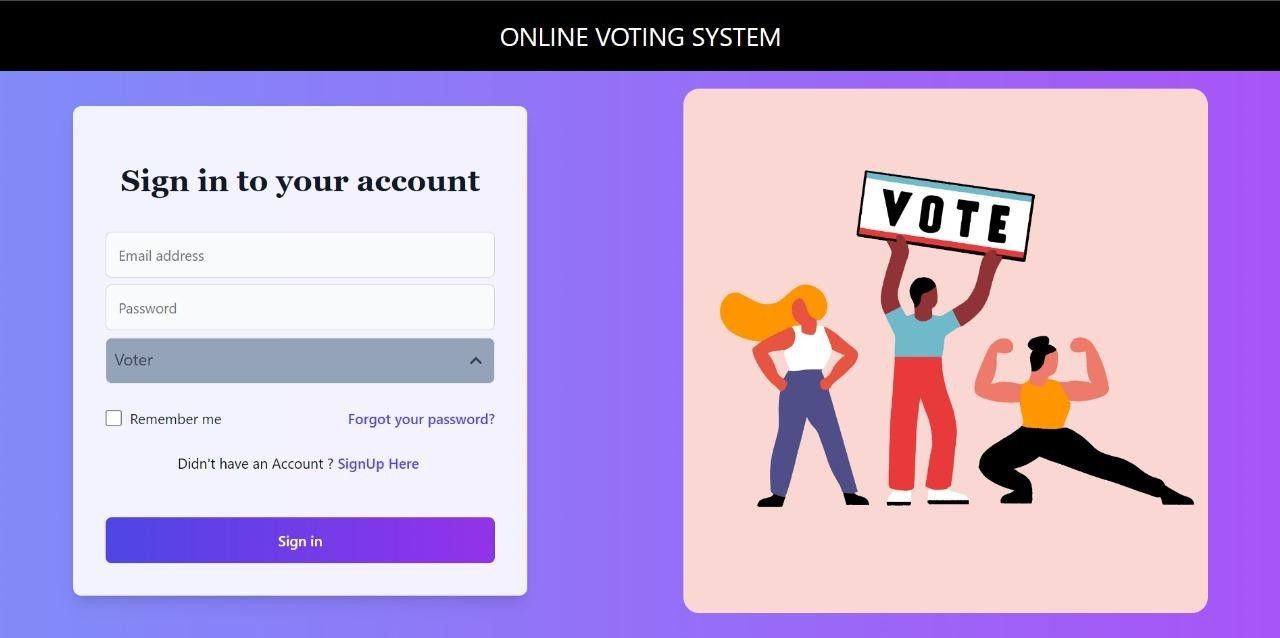 ONLINE VOTING SYSTEM
Sign in to your account
Email address
Password
Voter
Remember me Forgot your password?
Didn't have an Account ? SignUp Here
Sign in
VOTE